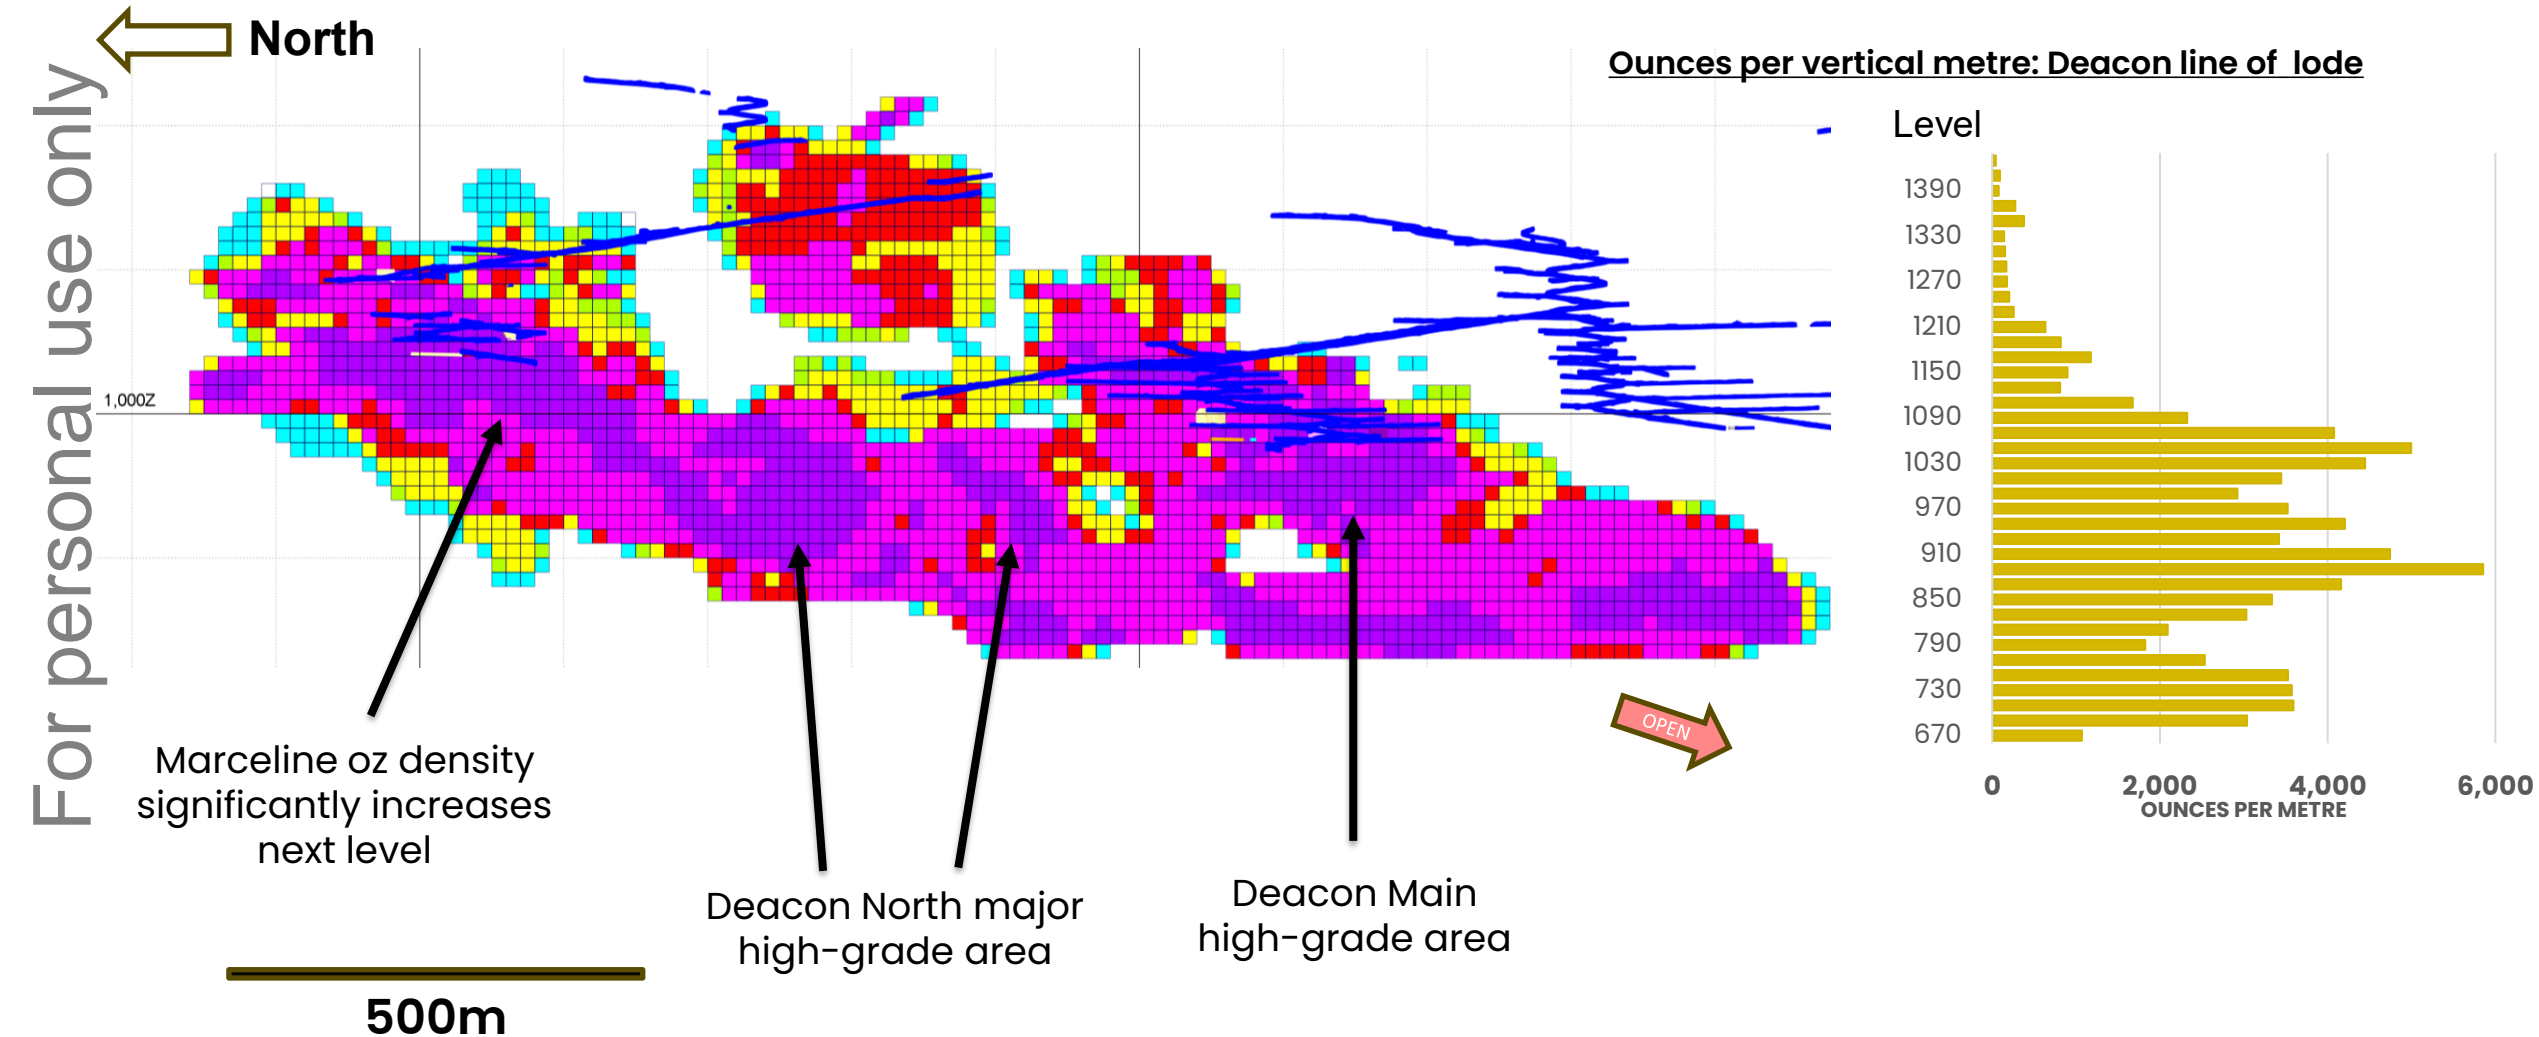 North
For personal use only
1,000Z
Marceline oz density
significantly increases
next level
Deacon North major
high-grade area
Deacon Main
high-grade area
OPEN
500m
Ounces per vertical metre: Deacon line of  lode
Level
1390
1330
1270
1210
1150
1090
1030
970
910
850
790
730
670
0 2,000 4,000 6,000
OUNCES PER METRE